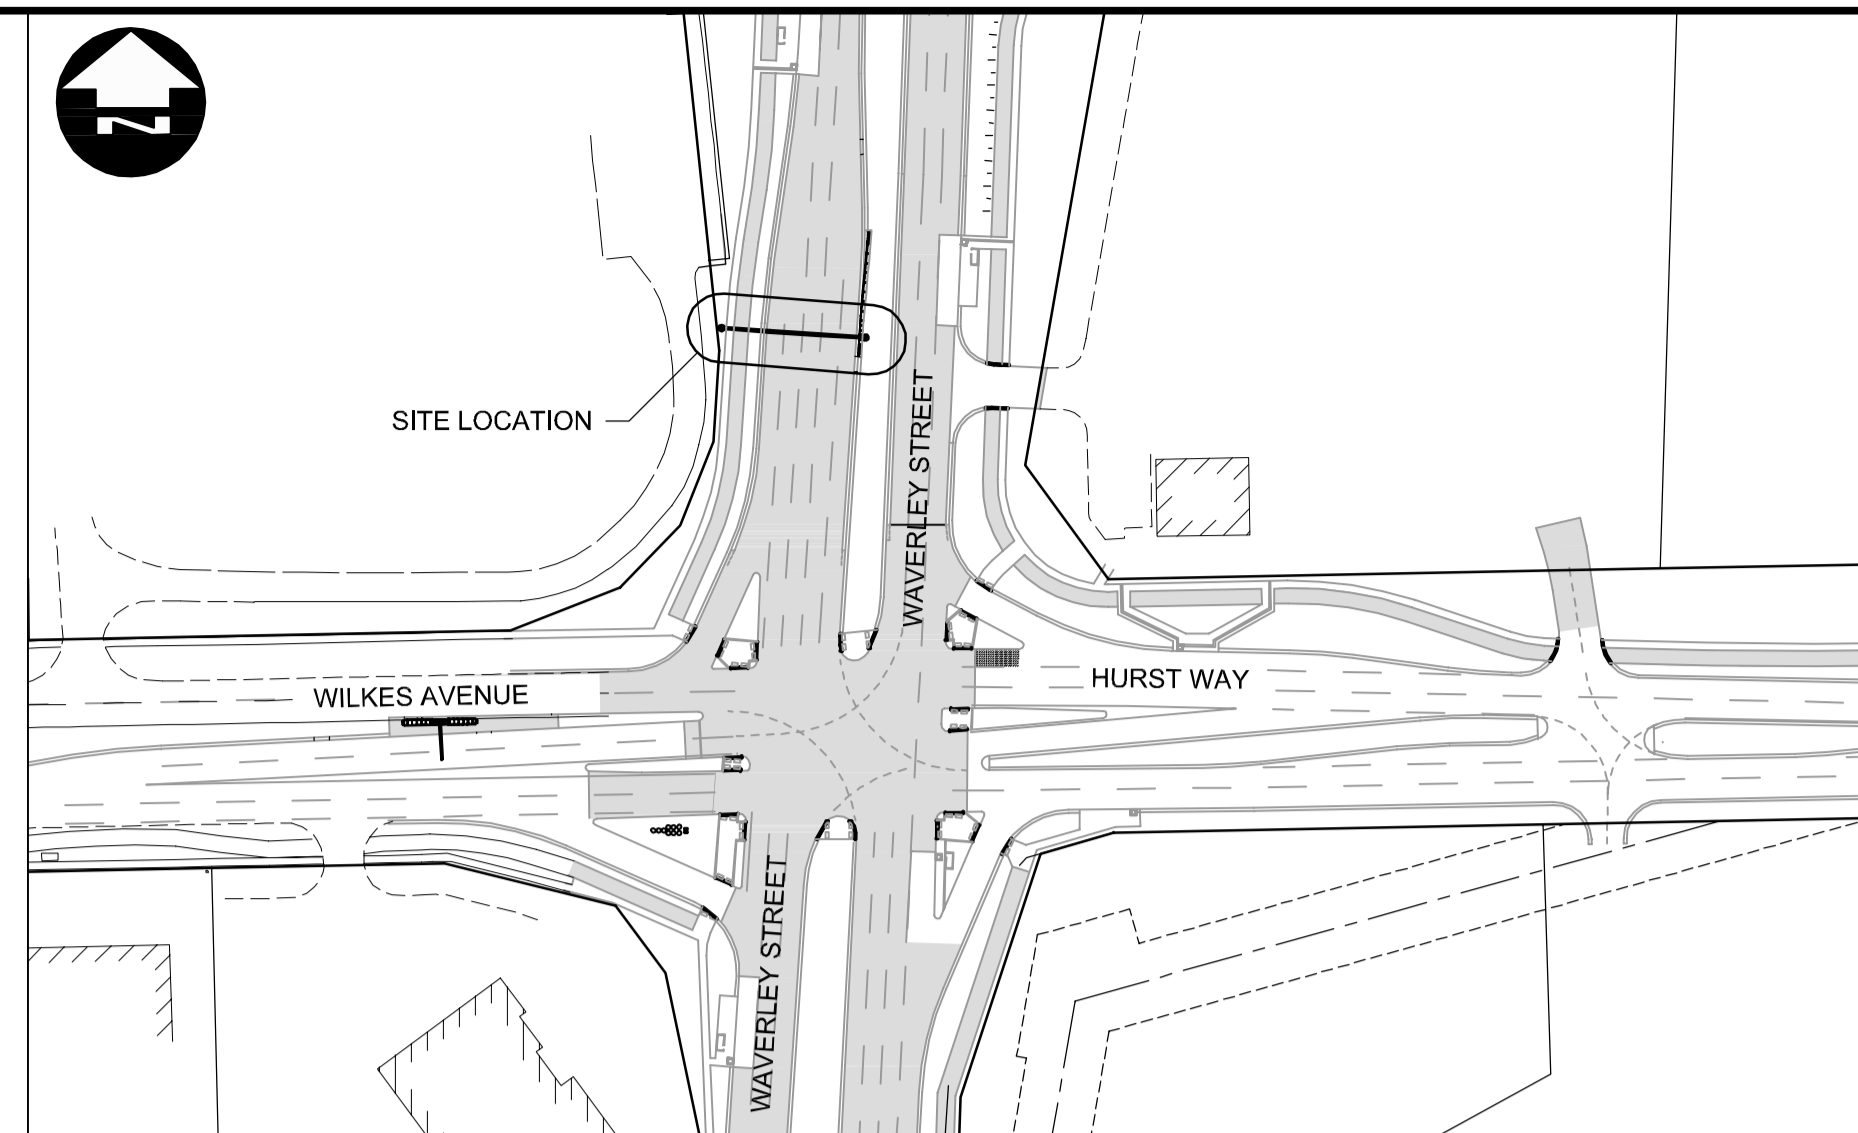 N
SITE LOCATION
WAVERLEY STREET
WILKES AVENUE
HURST WAY
WAVERLEY STREET